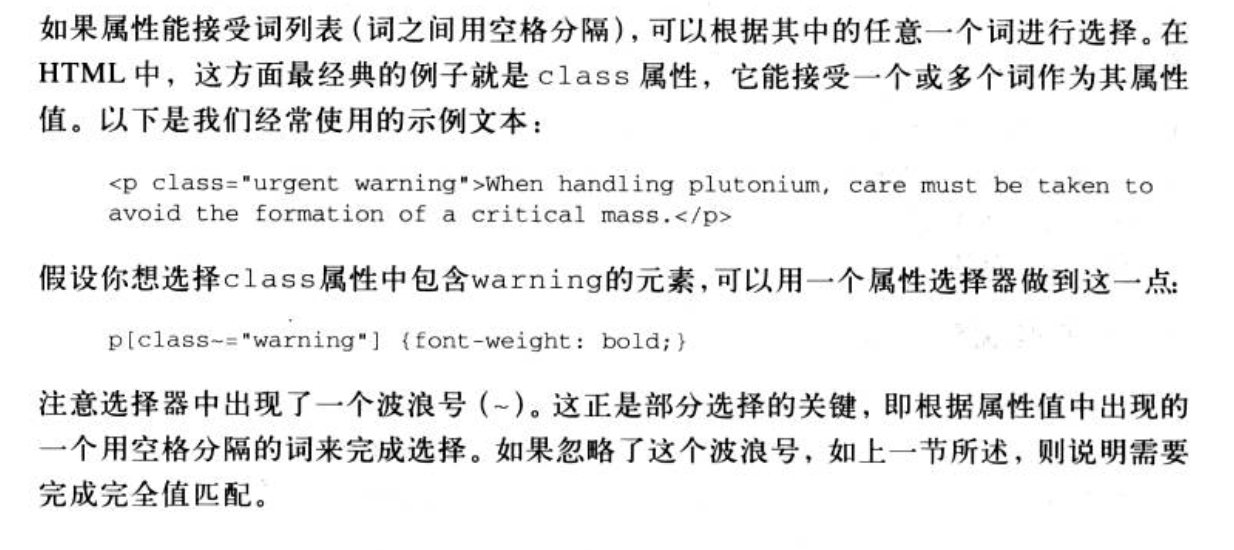 如果属性能接受词列表(词之间用空格分隔),可以根据其中的任意一个词进行选择。在
HTML 中，这方面最经典的例子就是 class 属性，它能接受一个或多个词作为其属性
值。以下是我们经常使用的示例文本：
<p class="urgent warning">When handling plutonium, care must be taken to
avoid the formation of a critical mass.</p>
假设你想选择class属性中包含warning的元素,可以用一个属性选择器做到这一点:
p[class~="warning"] {font-weight: bold;}
注意选择器中出现了一个波浪号 (~)。这正是部分选择的关键，即根据属性值中出现的
一个用空格分隔的词来完成选择。如果忽略了这个波浪号，如上一节所述，则说明需要
完成完全值匹配。